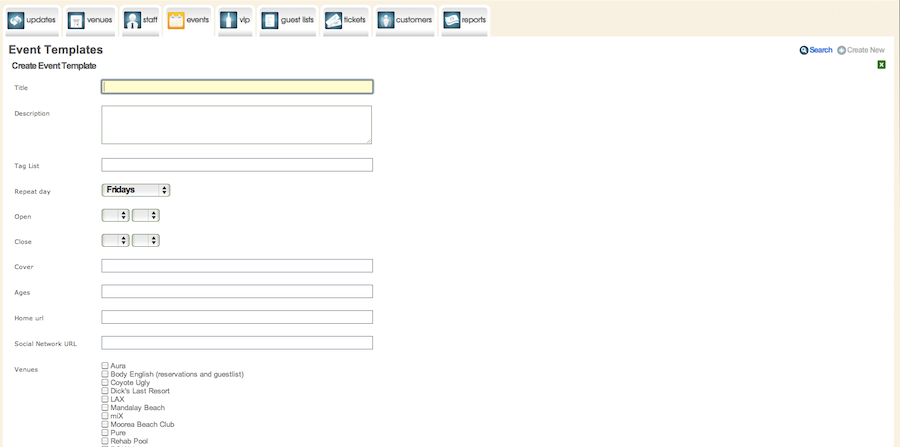 updates venues staff events vip guest lists tickets customers reports
Event Templates
Search Create New
Create Event Template
Title
Description
Tag List
Repeat day Fridays
Open
Close
Cover
Ages
Home url
Social Network URL
Venues
Aura
Body English (reservations and guestlist)
Coyote Ugly
Dick's Last Resort
LAX
Mandalay Beach
miX
Moorea Beach Club
Pure
Rehab Pool